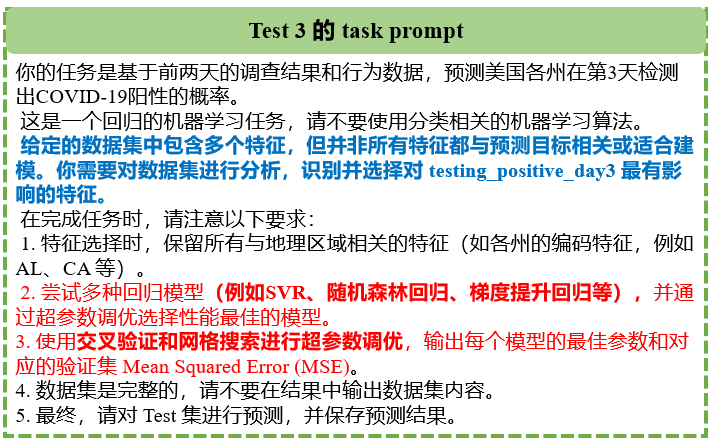 Test 3 的 task prompt
你的任务是基于前两天的调查结果和行为数据，预测美国各州在第3天检测
出COVID-19阳性的概率。
这是一个回归的机器学习任务，请不要使用分类相关的机器学习算法。
给定的数据集中包含多个特征，但并非所有特征都与预测目标相关或适合建
模。你需要对数据集进行分析，识别并选择对 testing_positive_day3 最有影
响的特征。
在完成任务时，请注意以下要求：
1. 特征选择时，保留所有与地理区域相关的特征（如各州的编码特征，例如
AL、CA 等）。
2. 尝试多种回归模型（例如SVR、随机森林回归、梯度提升回归等），并通
过超参数调优选择性能最佳的模型。
3. 使用交叉验证和网格搜索进行超参数调优，输出每个模型的最佳参数和对
应的验证集 Mean Squared Error (MSE)。
4. 数据集是完整的，请不要在结果中输出数据集内容。
5. 最终，请对 Test 集进行预测，并保存预测结果。